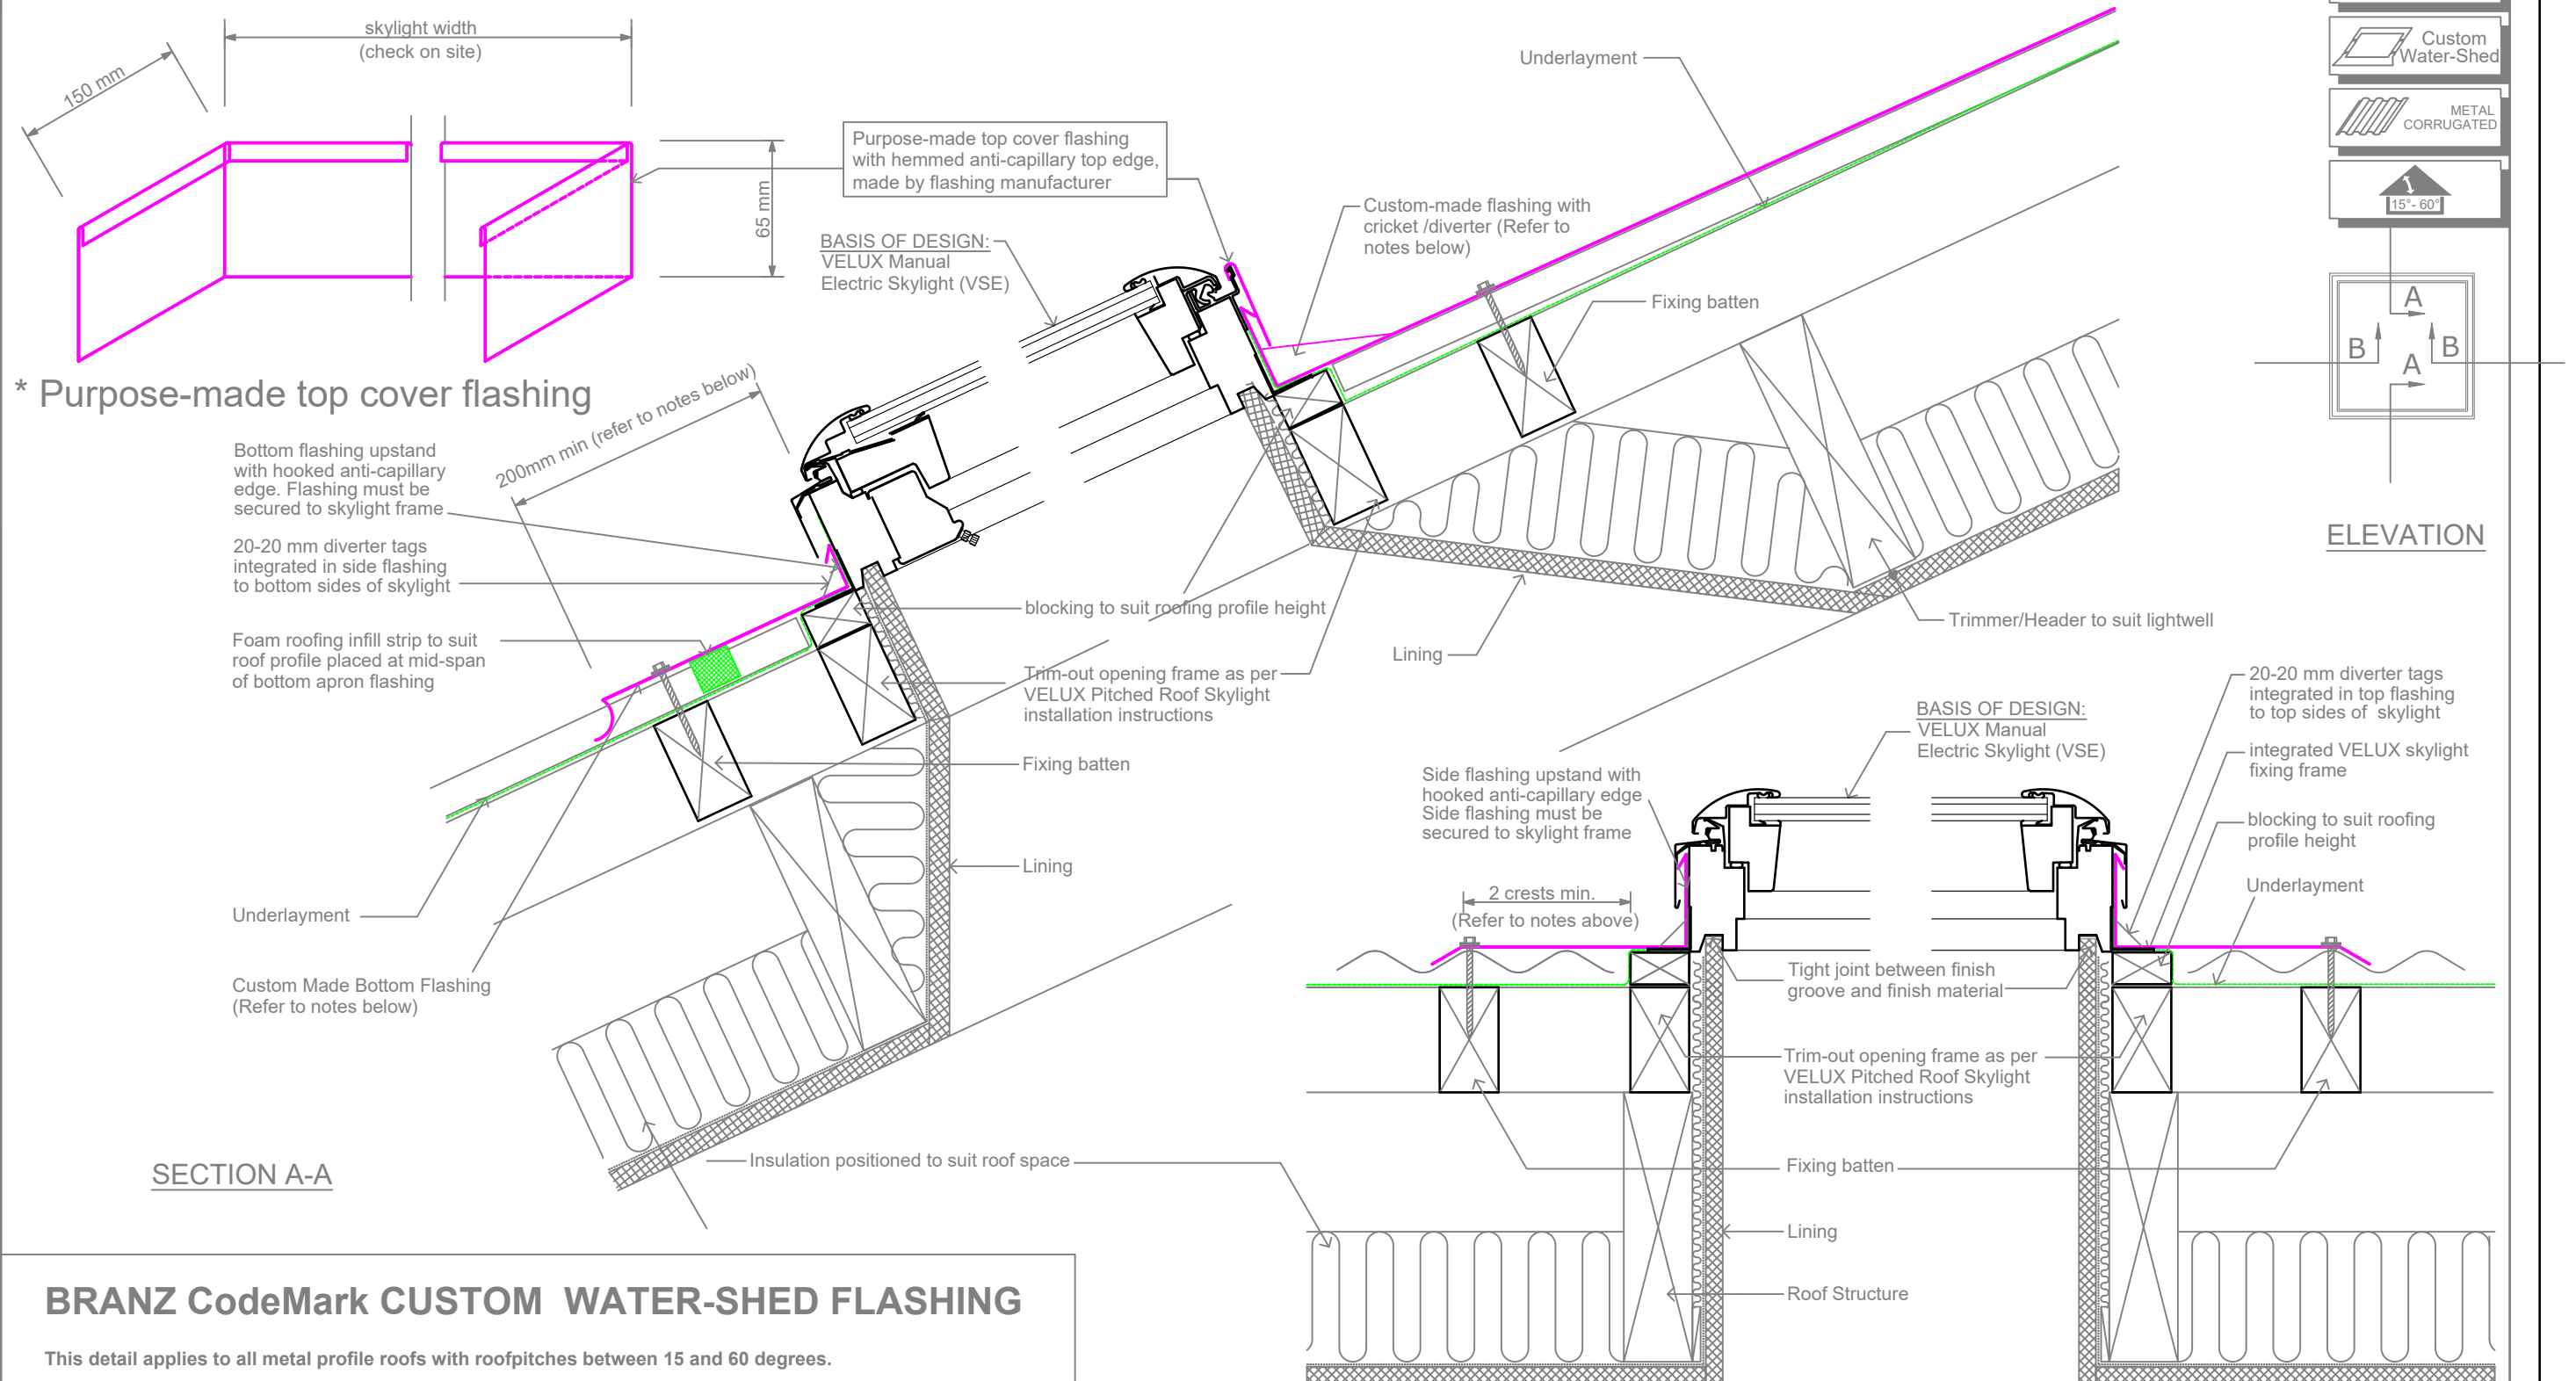 skylight width
(check on site)
150 mm
65 mm
* Purpose-made top cover flashing
Purpose-made top cover flashing
with hemmed anti-capillary top edge,
made by flashing manufacturer
BASIS OF DESIGN:
VELUX Manual
Electric Skylight (VSE)
Underlayment
Custom-made flashing with
cricket /diverter (Refer to
notes below)
Fixing batten
Custom
Water-Shed
METAL
CORRUGATED
15°- 60°
A
B
B
A
ELEVATION
200mm min (refer to notes below)
Bottom flashing upstand
with hooked anti-capillary
edge. Flashing must be
secured to skylight frame
20-20 mm diverter tags
integrated in side flashing
to bottom sides of skylight
Foam roofing infill strip to suit
roof profile placed at mid-span
of bottom apron flashing
blocking to suit roofing profile height
Trim-out opening frame as per
VELUX Pitched Roof Skylight
installation instructions
Fixing batten
Lining
Lining
Trimmer/Header to suit lightwell
Underlayment
Custom Made Bottom Flashing
(Refer to notes below)
Insulation positioned to suit roof space
SECTION A-A
BASIS OF DESIGN:
VELUX Manual
Electric Skylight (VSE)
Side flashing upstand with
hooked anti-capillary edge
Side flashing must be
secured to skylight frame
2 crests min.
(Refer to notes above)
20-20 mm diverter tags
integrated in top flashing
to top sides of skylight
integrated VELUX skylight
fixing frame
blocking to suit roofing
profile height
Underlayment
Tight joint between finish
groove and finish material
Trim-out opening frame as per
VELUX Pitched Roof Skylight
installation instructions
Fixing batten
Lining
Roof Structure
BRANZ CodeMark CUSTOM WATER-SHED FLASHING
This detail applies to all metal profile roofs with roofpitches between 15 and 60 degrees.